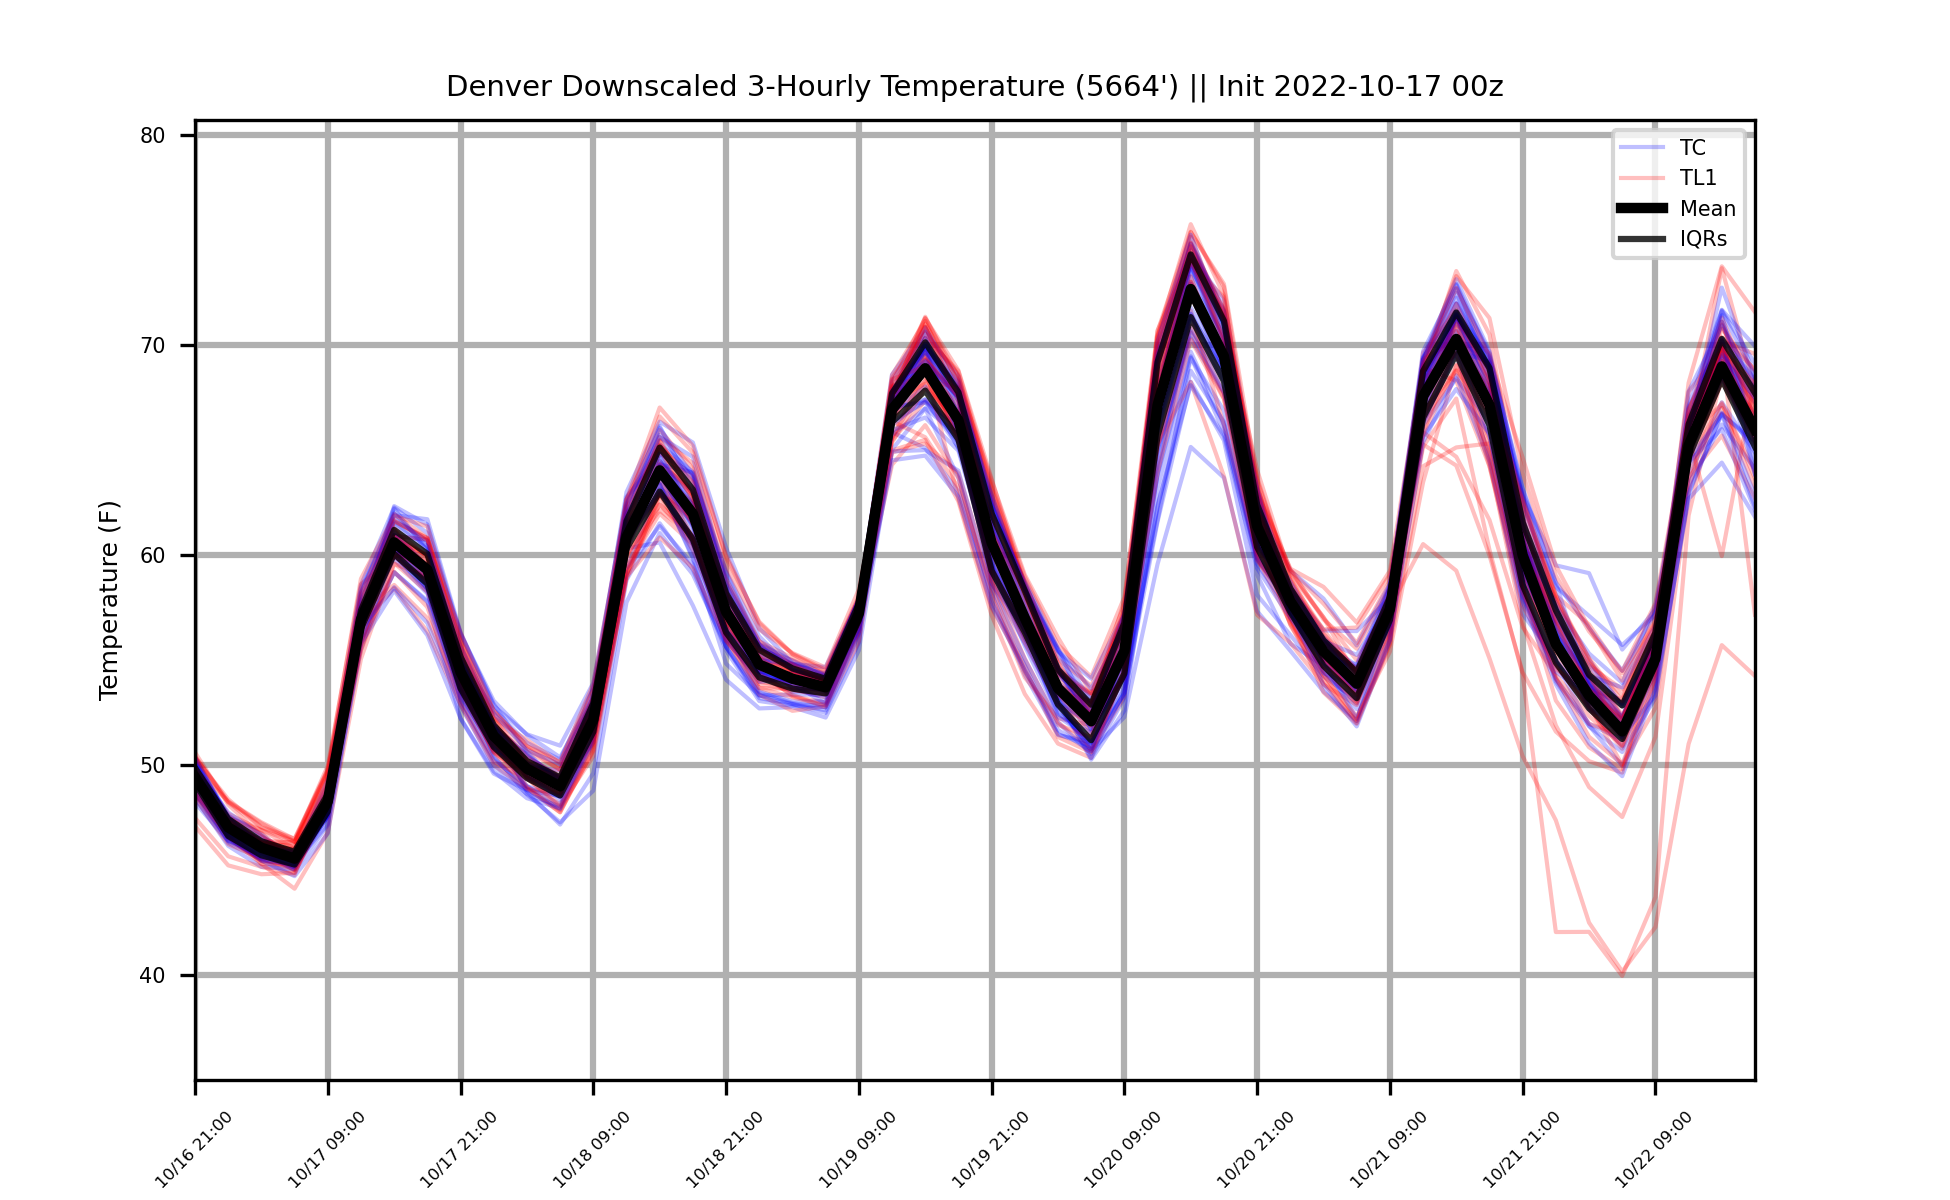 Denver Downscaled 3-Hourly Temperature (5664') || Init 2022-10-17 00z
80
70
60
50
40
Temperature (F)
TC
TL1
Mean
IQRs
10/16 21:00
10/17 09:00
10/17 21:00
10/18 09:00
10/18 21:00
10/19 09:00
10/19 21:00
10/20 09:00
10/20 21:00
10/21 09:00
10/21 21:00
10/22 09:00